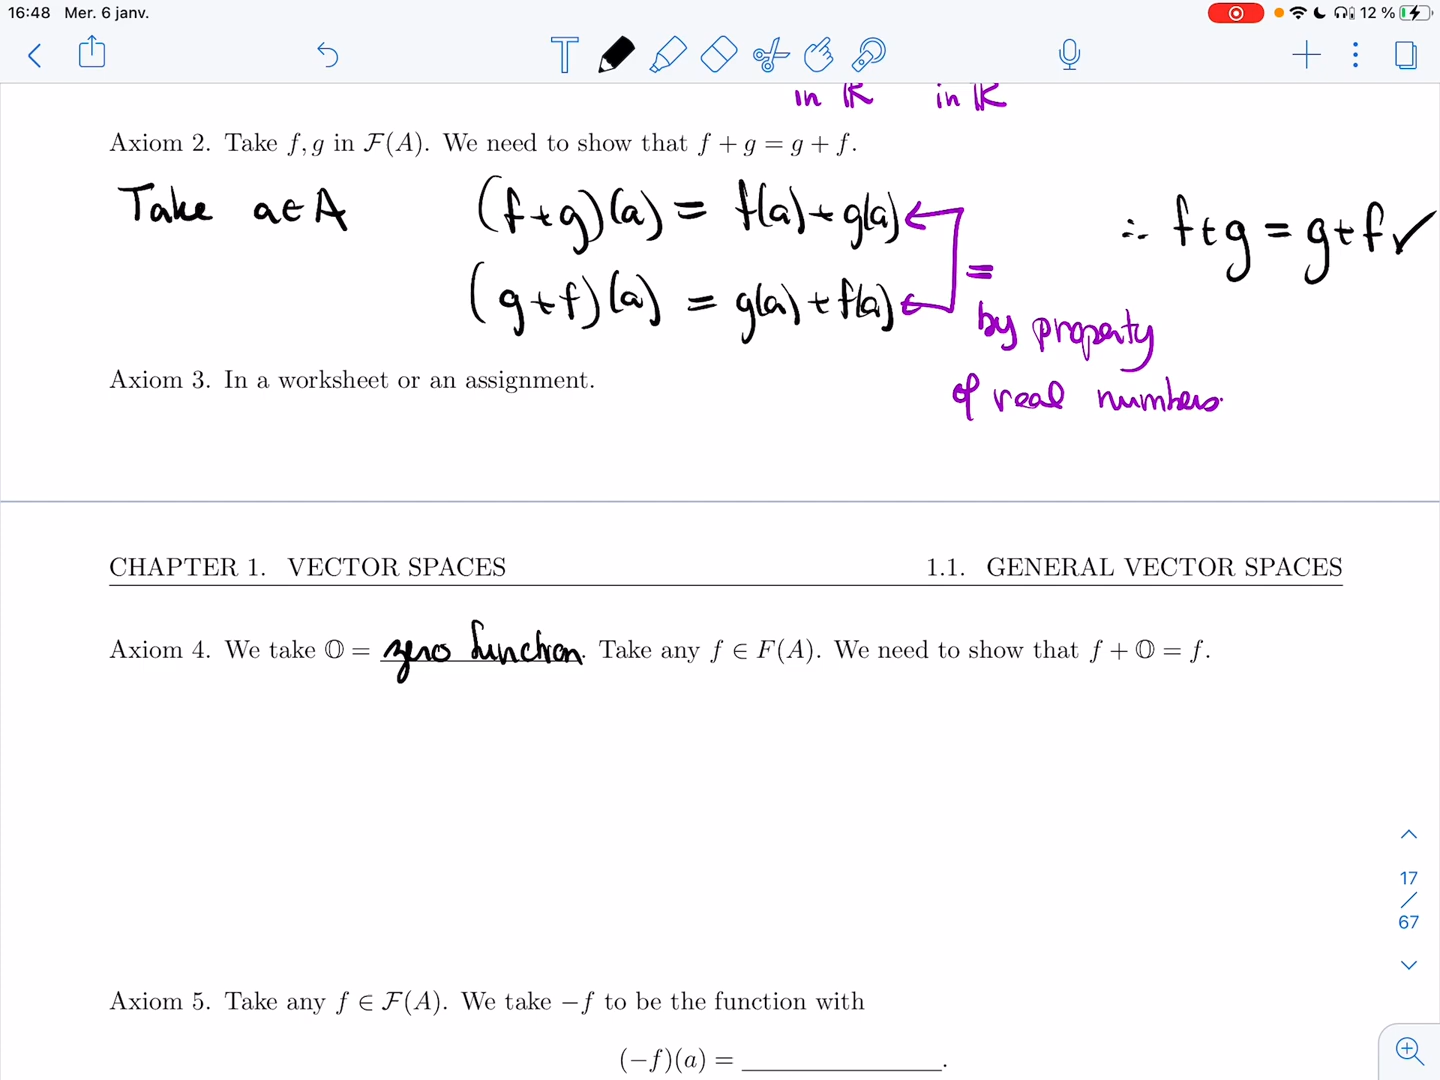 16:48 Mer. 6 janv. 12 %
T
in ℝ in ℝ
Axiom 2. Take f, g in ℱ(A). We need to show that f + g = g + f.
Take a∈A (f+g)(a) = f(a)+g(a) ∴ f+g = g+f ✓
=
(g+f)(a) = g(a)+f(a)
by property
of real numbers.
Axiom 3. In a worksheet or an assignment.
CHAPTER 1. VECTOR SPACES 1.1. GENERAL VECTOR SPACES
Axiom 4. We take 𝕆 = zero function. Take any f ∈ F(A). We need to show that f + 𝕆 = f.
17
/
67
Axiom 5. Take any f ∈ ℱ(A). We take −f to be the function with
(−f)(a) = ____________.